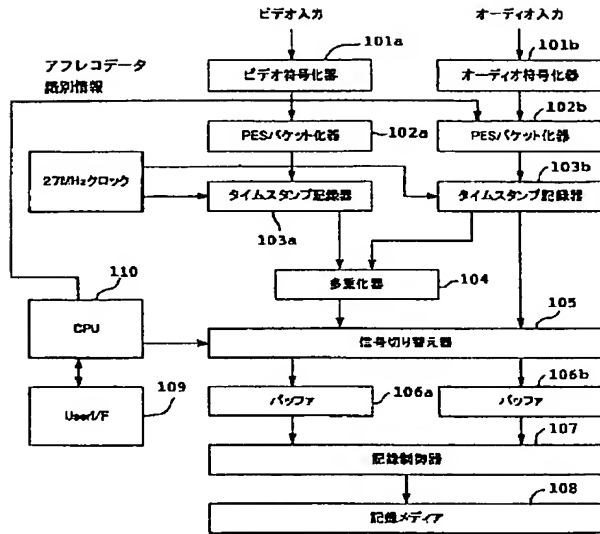 ビデオ入力
オーディオ入力
101a
101b
アフレコデータ
識別情報
ビデオ符号化器
オーディオ符号化器
102b
PESパケット化器
102a
PESパケット化器
27MHzクロック
103b
タイムスタンプ記録器
タイムスタンプ記録器
103a
110
多重化器
104
105
CPU
信号切り替え器
106b
バッファ
106a
バッファ
UserI/F
109
107
記録制御器
108
記録メディア